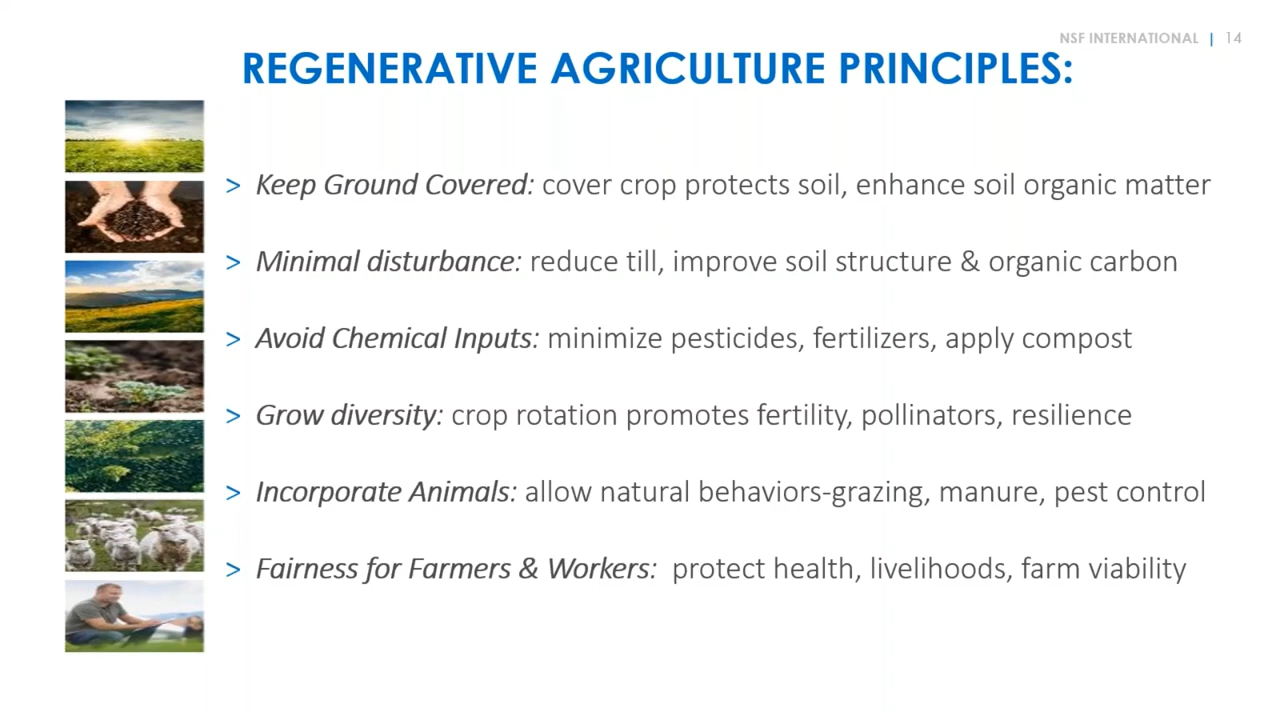 NSF INTERNATIONAL | 14
REGENERATIVE AGRICULTURE PRINCIPLES:
> Keep Ground Covered: cover crop protects soil, enhance soil organic matter
> Minimal disturbance: reduce till, improve soil structure & organic carbon
> Avoid Chemical Inputs: minimize pesticides, fertilizers, apply compost
> Grow diversity: crop rotation promotes fertility, pollinators, resilience
> Incorporate Animals: allow natural behaviors-grazing, manure, pest control
> Fairness for Farmers & Workers: protect health, livelihoods, farm viability